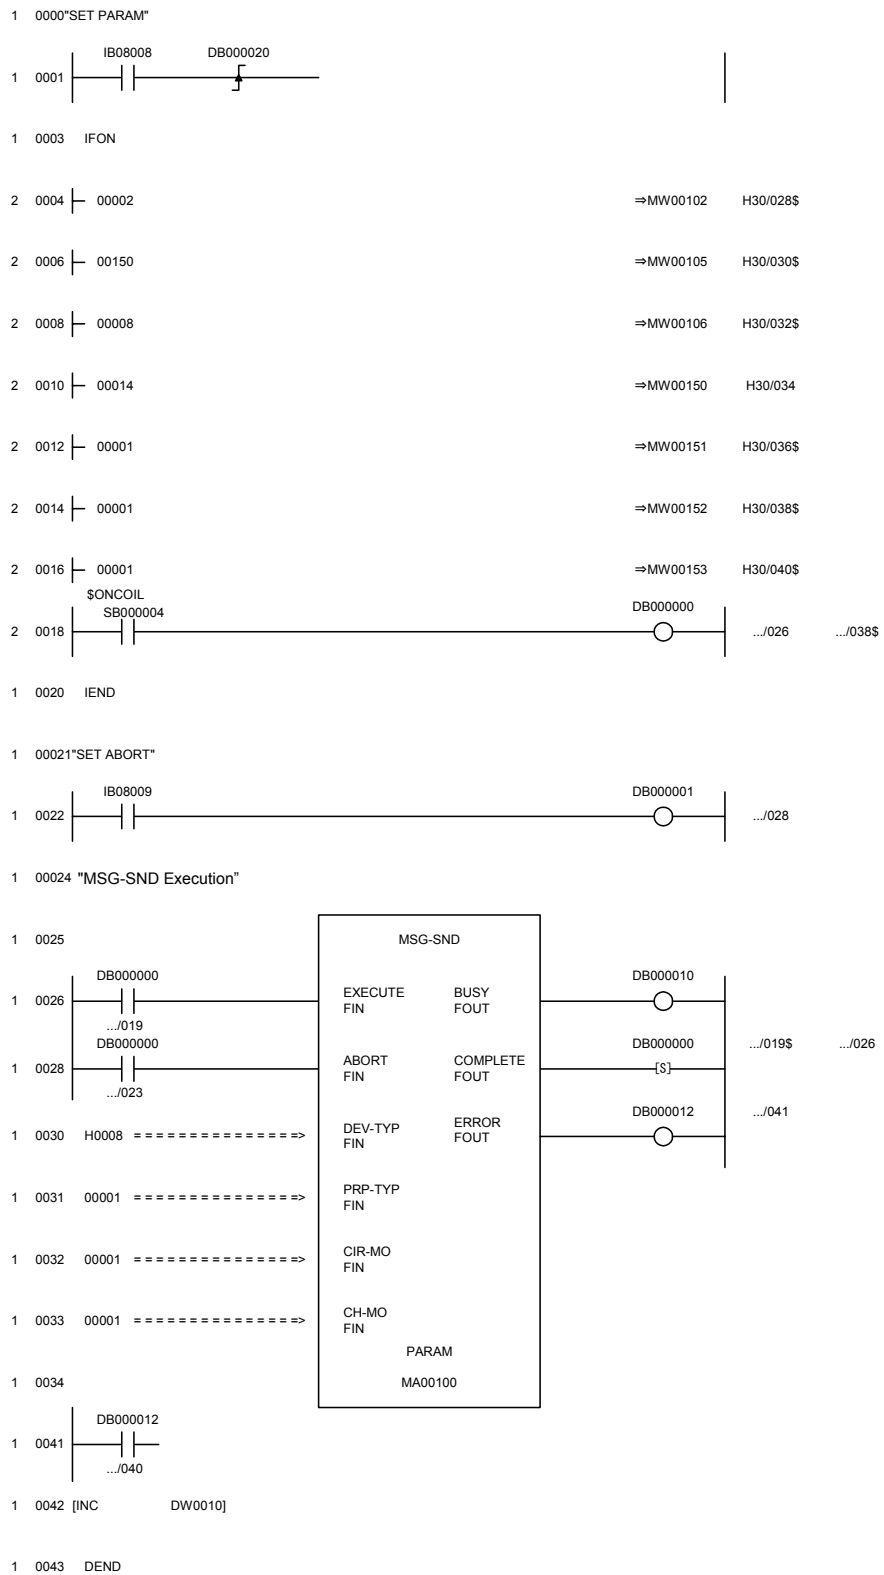 1 0000"SET PARAM"
IB08008 DB000020
1 0001
1 0003 IFON
2 0004 00002 ⇒MW00102 H30/028$
2 0006 00150 ⇒MW00105 H30/030$
2 0008 00008 ⇒MW00106 H30/032$
2 0010 00014 ⇒MW00150 H30/034
2 0012 00001 ⇒MW00151 H30/036$
2 0014 00001 ⇒MW00152 H30/038$
2 0016 00001 ⇒MW00153 H30/040$
$ONCOIL
SB000004 DB000000
2 0018 .../026 .../038$
1 0020 IEND
1 00021"SET ABORT"
IB08009 DB000001
1 0022 .../028
1 00024 "MSG-SND Execution”
1 0025 MSG-SND
DB000000 DB000010
1 0026 EXECUTE BUSY
FIN FOUT
.../019
DB000000 DB000000 .../019$ .../026
1 0028 ABORT COMPLETE
[S]
FIN FOUT
.../023
DB000012 .../041
1 0030 H0008 = = = = = = = = = = = = = = => DEV-TYP ERROR
FIN FOUT
1 0031 00001 = = = = = = = = = = = = = = => PRP-TYP
FIN
1 0032 00001 = = = = = = = = = = = = = = => CIR-MO
FIN
1 0033 00001 = = = = = = = = = = = = = = => CH-MO
FIN
PARAM
1 0034 MA00100
DB000012
1 0041
.../040
1 0042 [INC DW0010]
1 0043 DEND